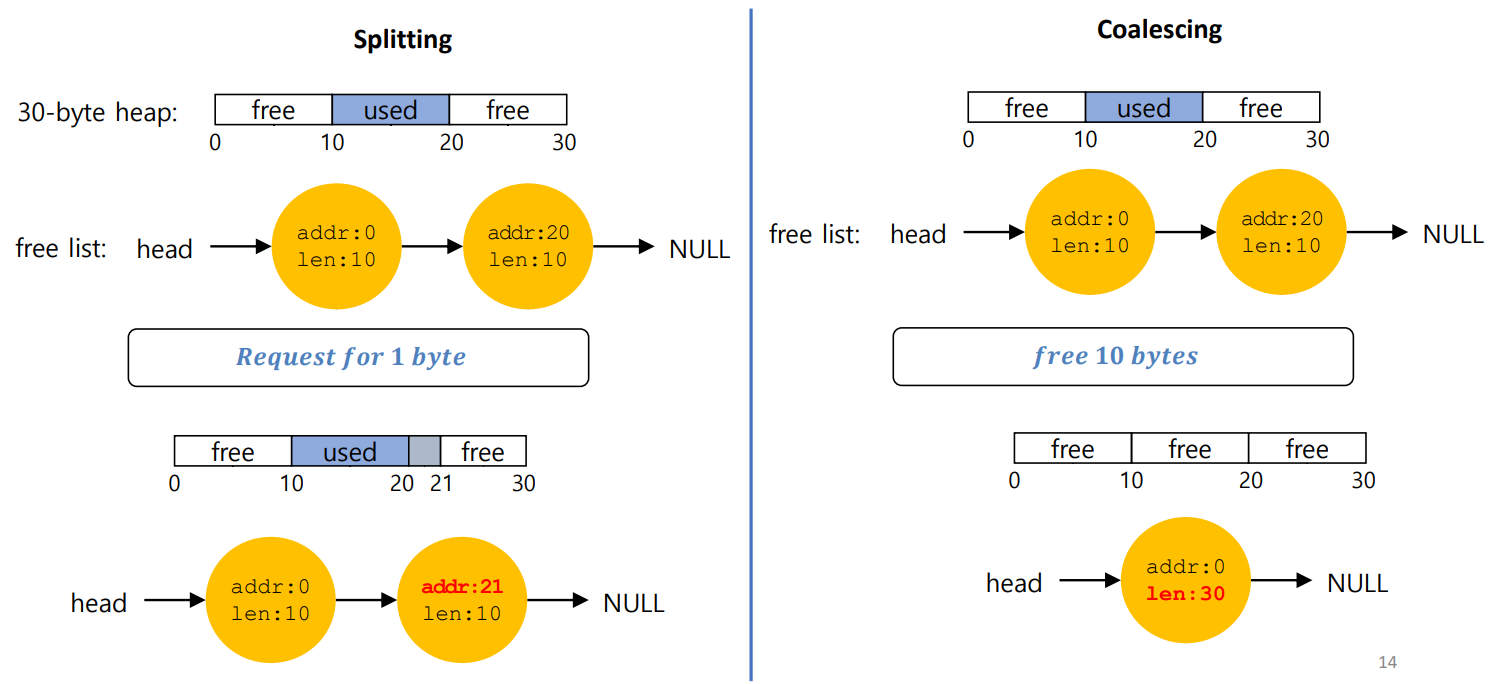 Splitting
30-byte heap:
free used free
0 10 20 30
free list: head
addr:0
len:10
addr:20
len:10
NULL
Request for 1 byte
free used free
0 10 20 21 30
head
addr:0
len:10
addr:21
len:10
NULL
Coalescing
free used free
0 10 20 30
free list: head
addr:0
len:10
addr:20
len:10
NULL
free 10 bytes
free free free
0 10 20 30
head
addr:0
len:30
NULL
14